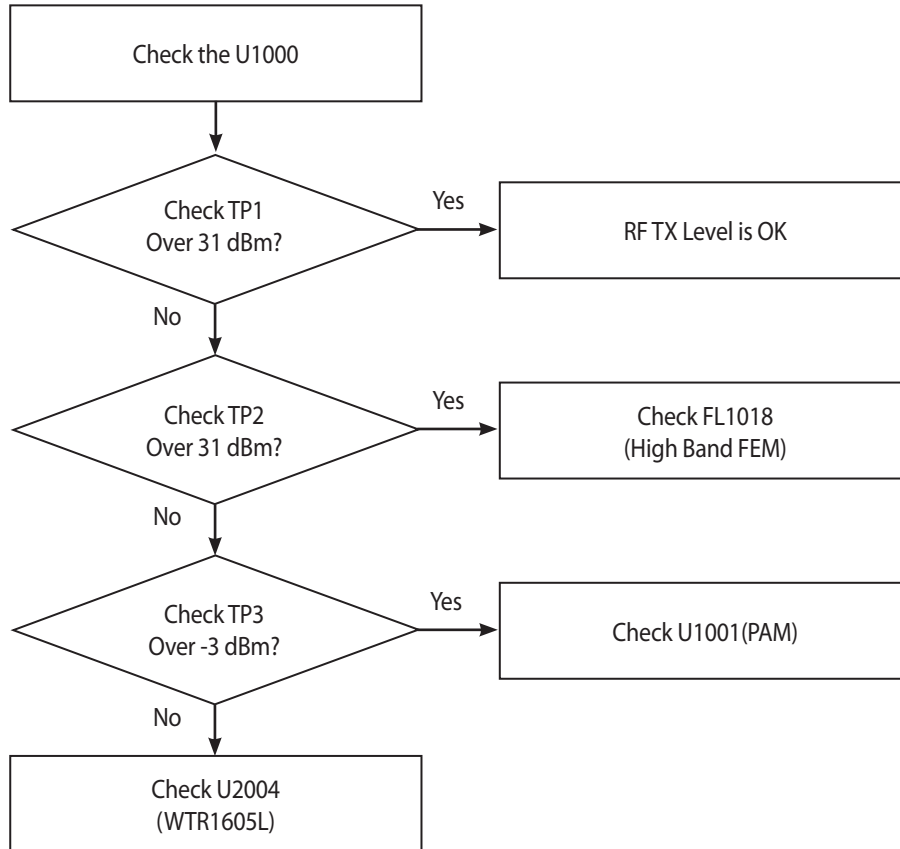 Check the U1000
Check TP1
Over 31 dBm?
Yes
RF TX Level is OK
No
Check TP2
Over 31 dBm?
Yes
Check FL1018
(High Band FEM)
No
Check TP3
Over -3 dBm?
Yes
Check U1001(PAM)
No
Check U2004
(WTR1605L)